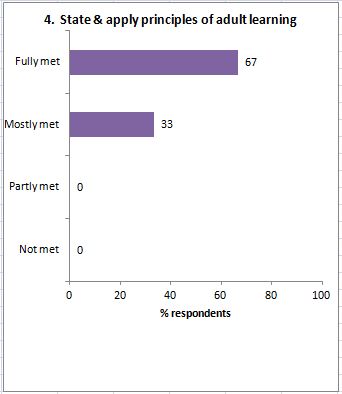 4. State & apply principles of adult learning
Fully met 67
Mostly met 33
Partly met 0
Not met 0
0 20 40 60 80 100
% respondents